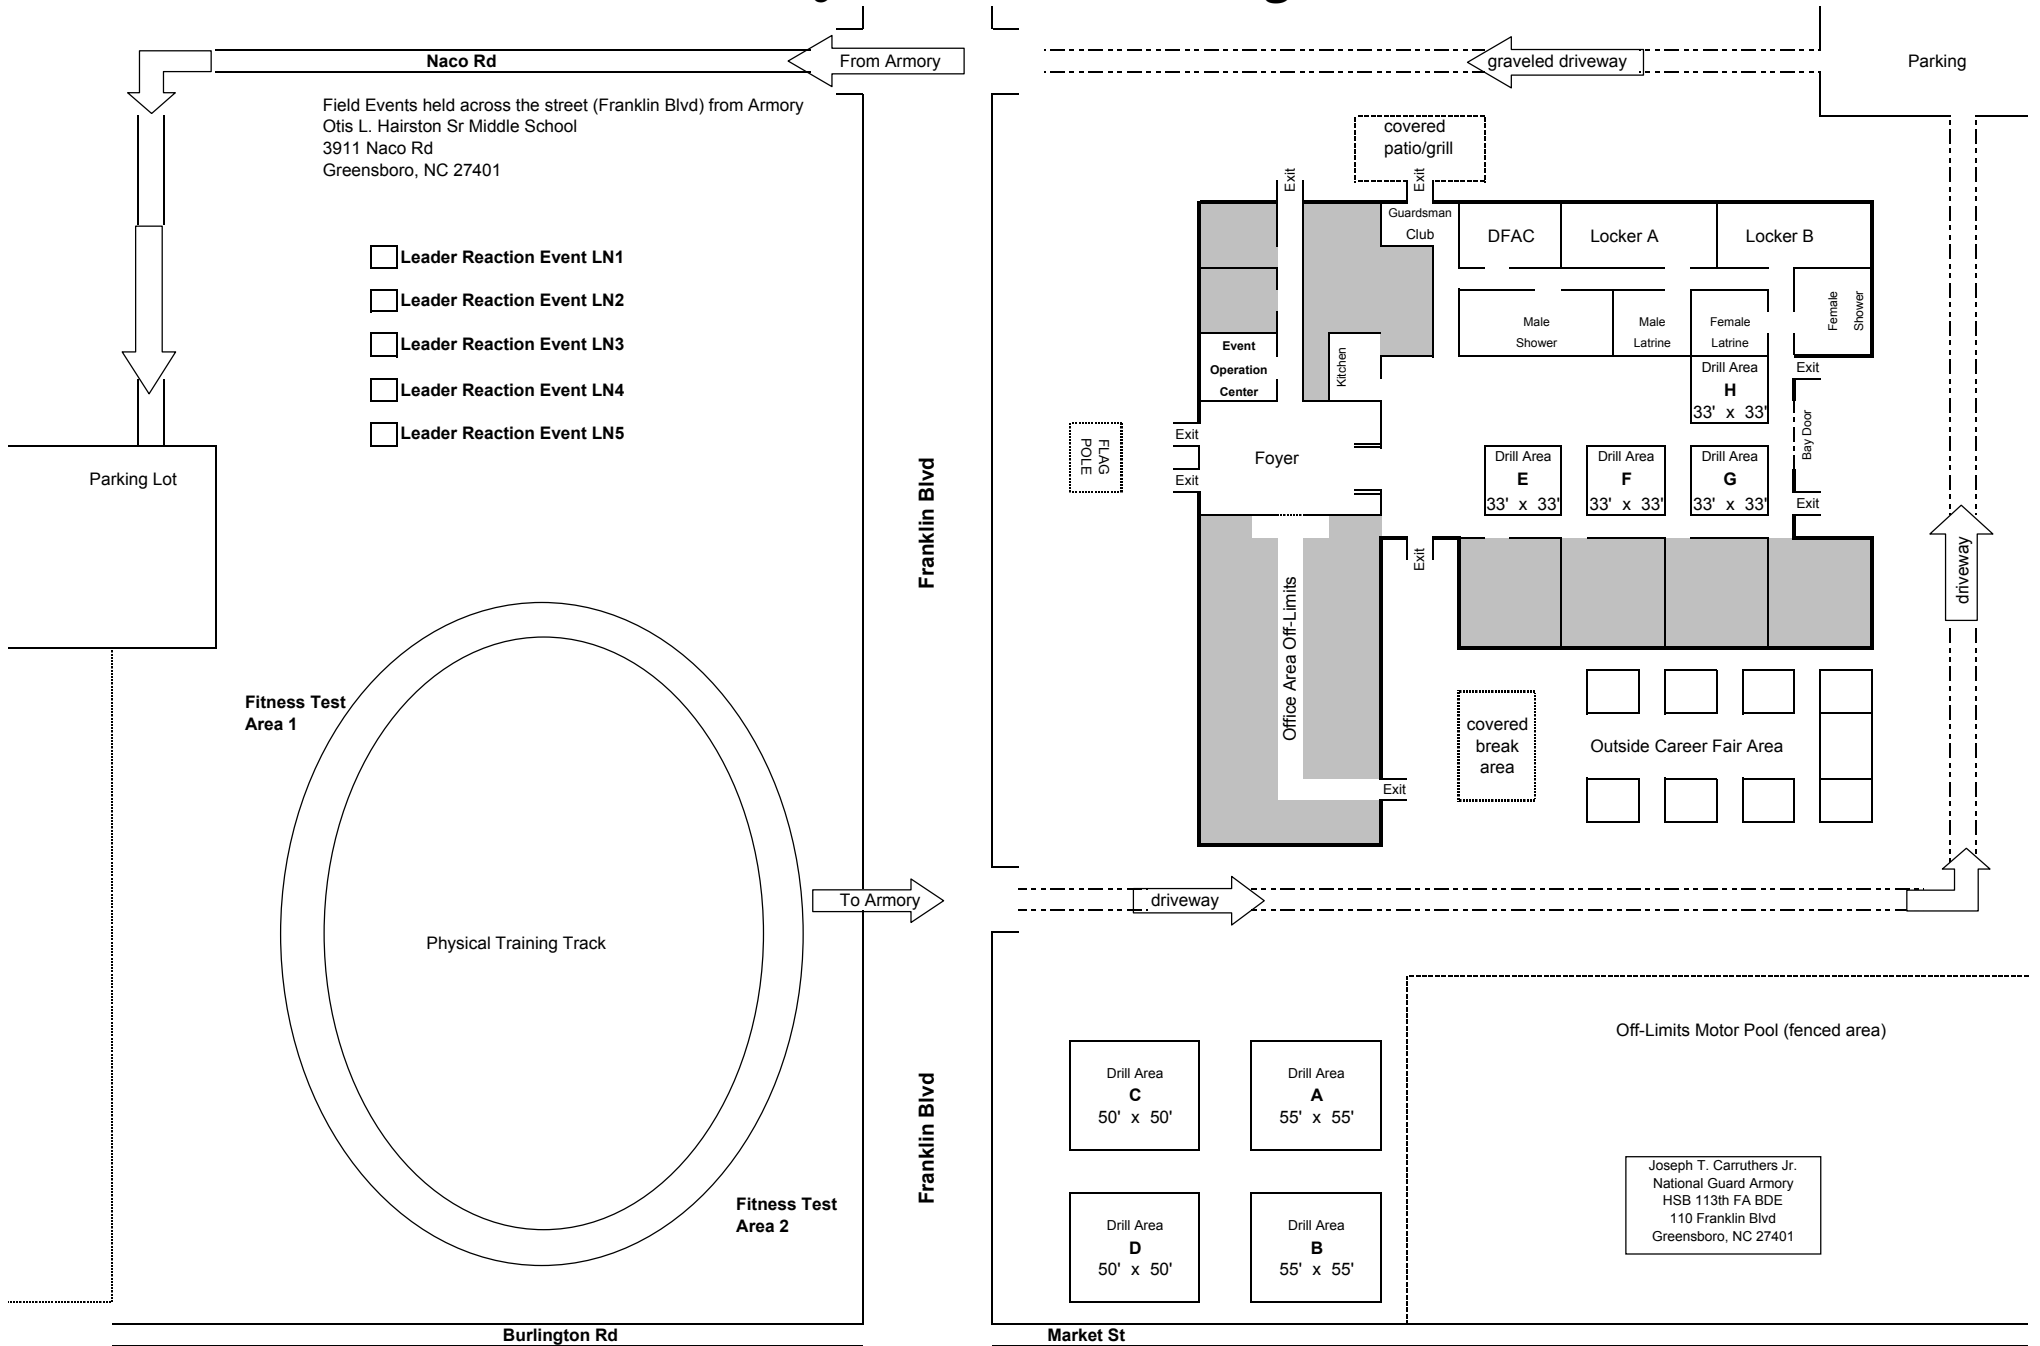 Naco Rd
From Armory
graveled driveway
Parking
Field Events held across the street (Franklin Blvd) from Armory
Otis L. Hairston Sr Middle School
3911 Naco Rd
Greensboro, NC 27401
covered
patio/grill
Exit
Exit
Guardsman
Club
DFAC
Locker A
Locker B
Leader Reaction Event LN1
Leader Reaction Event LN2
Leader Reaction Event LN3
Leader Reaction Event LN4
Leader Reaction Event LN5
Male
Shower
Male
Latrine
Female
Latrine
Female
Shower
Event
Operation
Center
Kitchen
Drill Area
H
33' x 33'
Exit
Bay Door
Exit
Parking Lot
Franklin Blvd
FLAG
POLE
Exit
Exit
Foyer
Drill Area
E
33' x 33'
Drill Area
F
33' x 33'
Drill Area
G
33' x 33'
Exit
driveway
Office Area Off-Limits
Fitness Test
Area 1
covered
break
area
Outside Career Fair Area
Exit
To Armory
driveway
Physical Training Track
Off-Limits Motor Pool (fenced area)
Franklin Blvd
Drill Area
C
50' x 50'
Drill Area
A
55' x 55'
Fitness Test
Area 2
Drill Area
D
50' x 50'
Drill Area
B
55' x 55'
Joseph T. Carruthers Jr.
National Guard Armory
HSB 113th FA BDE
110 Franklin Blvd
Greensboro, NC 27401
Burlington Rd
Market St